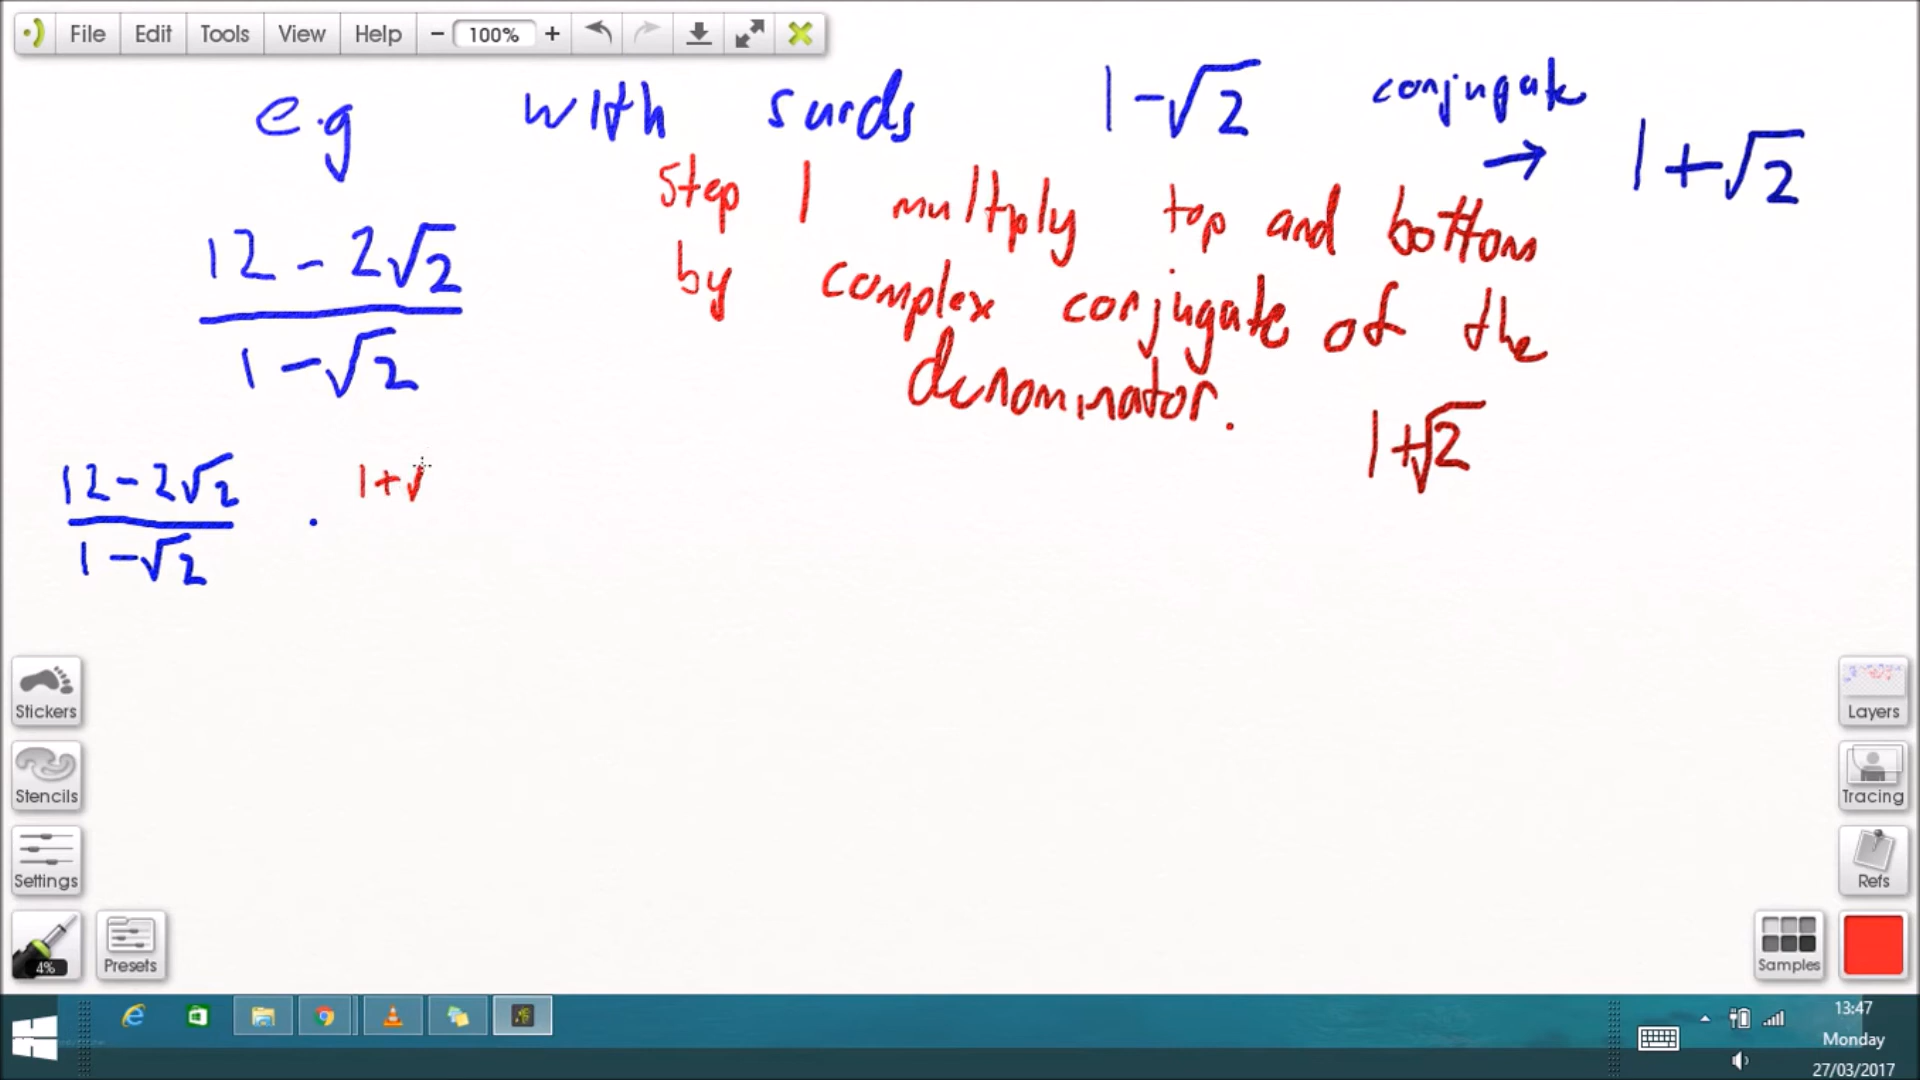 File Edit Tools View Help − 100% +
e.g with surds 1-√2 conjugate → 1+√2
Step 1 multiply top and bottom
by complex conjugate of the
denominator.
12-2√2
1-√2
1+√2
12-2√2 · 1+√
1-√2
Stickers
Stencils
Settings
4%
Presets
Layers
Tracing
Refs
Samples
13:47
Monday
27/03/2017